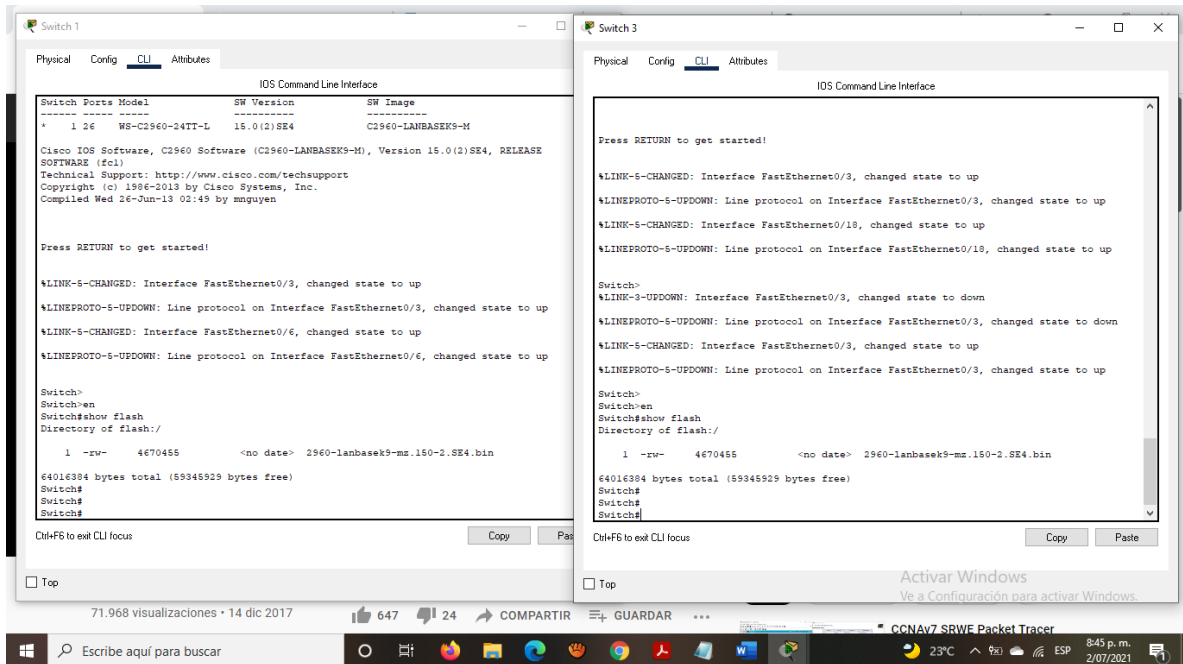 Switch 1
Physical Config CLI Attributes
IOS Command Line Interface
Switch Ports Model SW Version SW Image
------ ----- ----- ---------- ----------
* 1 26 WS-C2960-24TT-L 15.0(2)SE4 C2960-LANBASEK9-M
Cisco IOS Software, C2960 Software (C2960-LANBASEK9-M), Version 15.0(2)SE4, RELEASE
SOFTWARE (fc1)
Technical Support: http://www.cisco.com/techsupport
Copyright (c) 1986-2013 by Cisco Systems, Inc.
Compiled Wed 26-Jun-13 02:49 by mnguyen
Press RETURN to get started!
%LINK-5-CHANGED: Interface FastEthernet0/3, changed state to up
%LINEPROTO-5-UPDOWN: Line protocol on Interface FastEthernet0/3, changed state to up
%LINK-5-CHANGED: Interface FastEthernet0/6, changed state to up
%LINEPROTO-5-UPDOWN: Line protocol on Interface FastEthernet0/6, changed state to up
Switch>
Switch>en
Switch#show flash
Directory of flash:/
1 -rw- 4670455 <no date> 2960-lanbasek9-mz.150-2.SE4.bin
64016384 bytes total (59345929 bytes free)
Switch#
Switch#
Switch#
Ctrl+F6 to exit CLI focus
Copy Pas
Top
Switch 3
Physical Config CLI Attributes
IOS Command Line Interface
Press RETURN to get started!
%LINK-5-CHANGED: Interface FastEthernet0/3, changed state to up
%LINEPROTO-5-UPDOWN: Line protocol on Interface FastEthernet0/3, changed state to up
%LINK-5-CHANGED: Interface FastEthernet0/18, changed state to up
%LINEPROTO-5-UPDOWN: Line protocol on Interface FastEthernet0/18, changed state to up
Switch>
%LINK-3-UPDOWN: Interface FastEthernet0/3, changed state to down
%LINEPROTO-5-UPDOWN: Line protocol on Interface FastEthernet0/3, changed state to down
%LINK-5-CHANGED: Interface FastEthernet0/3, changed state to up
%LINEPROTO-5-UPDOWN: Line protocol on Interface FastEthernet0/3, changed state to up
Switch>
Switch>en
Switch#show flash
Directory of flash:/
1 -rw- 4670455 <no date> 2960-lanbasek9-mz.150-2.SE4.bin
64016384 bytes total (59345929 bytes free)
Switch#
Switch#
Switch#
Ctrl+F6 to exit CLI focus
Copy Paste
Top
Activar Windows
Ve a Configuración para activar Windows.
71.968 visualizaciones • 14 dic 2017
647 24 COMPARTIR GUARDAR ...
CCNAv7 SRWE Packet Tracer
Escribe aquí para buscar
23°C ESP 8:45 p. m.
2/07/2021
1